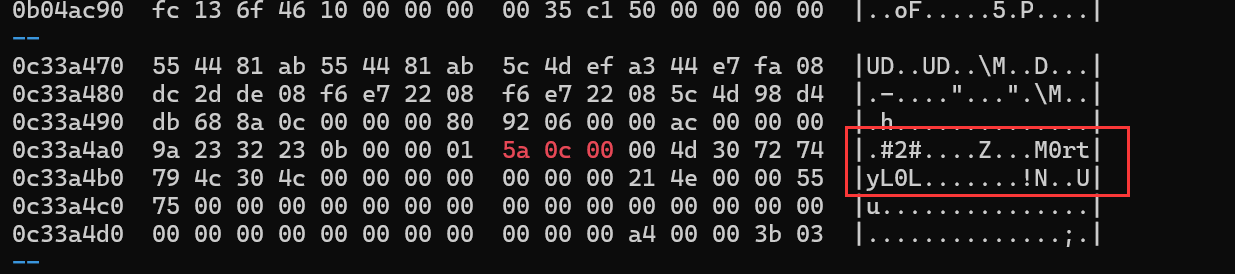 0b04ac90  fc 13 6f 46 10 00 00 00  00 35 c1 50 00 00 00 00  |..oF.....5.P....|
--
0c33a470  55 44 81 ab 55 44 81 ab  5c 4d ef a3 44 e7 fa 08  |UD..UD..\M..D...|
0c33a480  dc 2d de 08 f6 e7 22 08  f6 e7 22 08 5c 4d 98 d4  |.-...."...".\M..|
0c33a490  db 68 8a 0c 00 00 00 80  92 06 00 00 ac 00 00 00  |.h..............|
0c33a4a0  9a 23 32 23 0b 00 00 01  5a 0c 00 00 4d 30 72 74  |.#2#....Z...M0rt|
0c33a4b0  79 4c 30 4c 00 00 00 00  00 00 00 21 4e 00 00 55  |yL0L.......!N..U|
0c33a4c0  75 00 00 00 00 00 00 00  00 00 00 00 00 00 00 00  |u...............|
0c33a4d0  00 00 00 00 00 00 00 00  00 00 00 a4 00 00 3b 03  |..............;.|
--